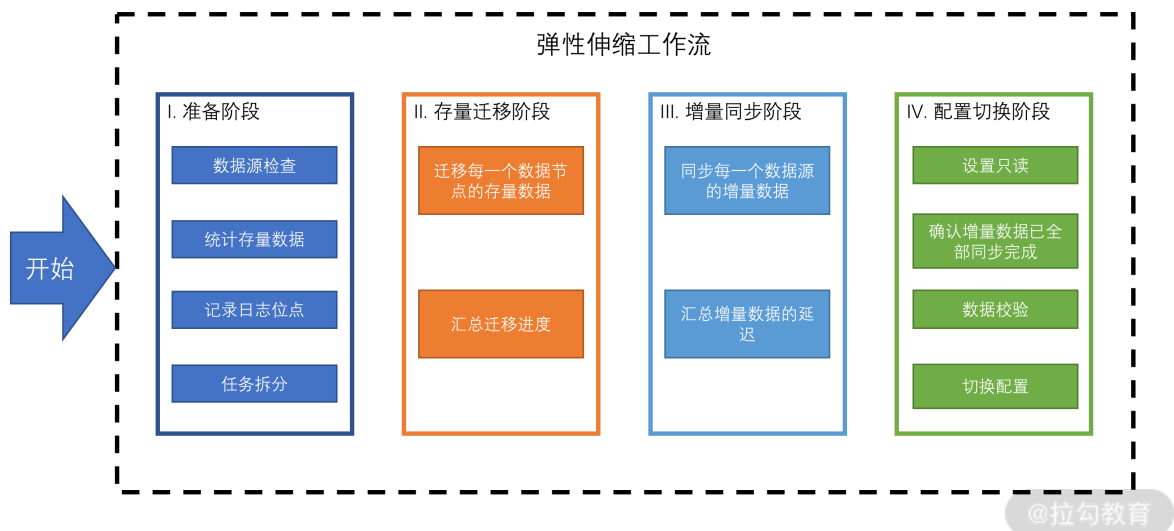 弹性伸缩工作流
开始
I. 准备阶段
数据源检查
统计存量数据
记录日志位点
任务拆分
II. 存量迁移阶段
迁移每一个数据节
点的存量数据
汇总迁移进度
III. 增量同步阶段
同步每一个数据源
的增量数据
汇总增量数据的延
迟
IV. 配置切换阶段
设置只读
确认增量数据已全
部同步完成
数据校验
切换配置
@拉勾教育